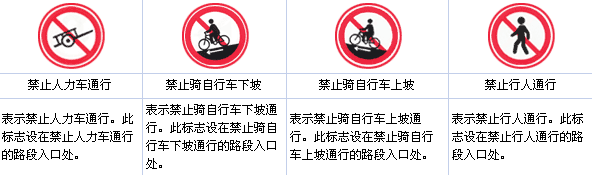 禁止人力车通行
禁止骑自行车下坡
禁止骑自行车上坡
禁止行人通行
表示禁止人力车通行。此
标志设在禁止人力车通行
的路段入口处。
表示禁止骑自行车下坡通
行。此标志设在禁止骑自
行车下坡通行的路段入口
处。
表示禁止骑自行车上坡通
行。此标志设在禁止骑自行
车上坡通行的路段入口处。
表示禁止行人通行。此标
志设在禁止行人通行的路
段入口处。